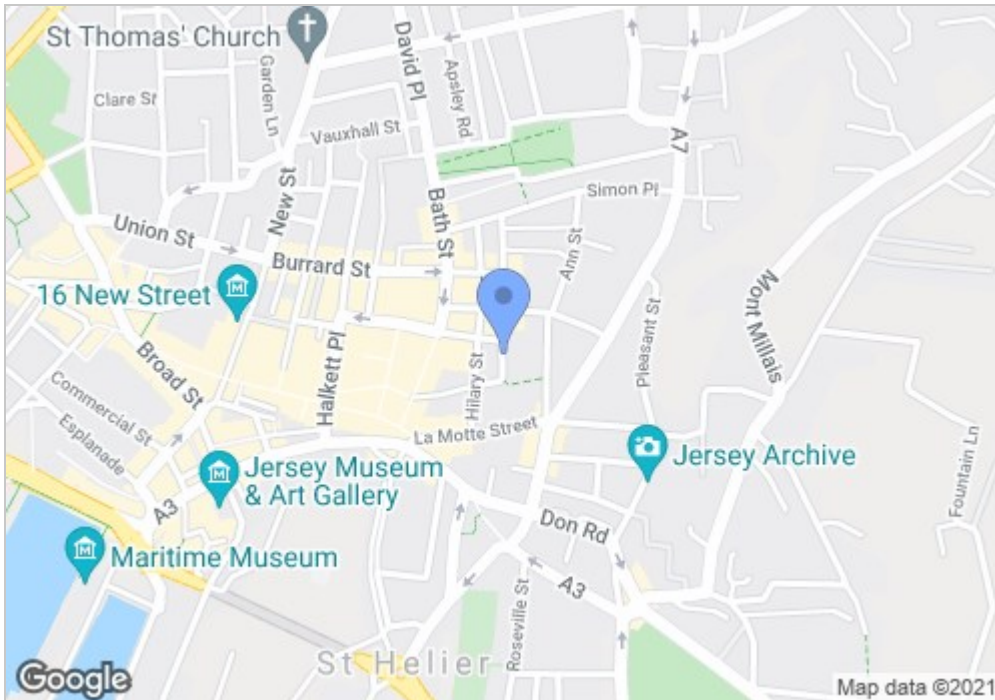 St Thomas' Church
David Pl
Apsley Rd
Garden Ln
Clare St
Vauxhall St
A7
New St
Simon Pl
Bath St
Union St
Ann St
Burrard St
16 New Street
Mont Millais
Pleasant St
Halkett Pl
Broad St
Hilary St
Commercial St
Esplanade
La Motte Street
Fountain Ln
Jersey Museum
& Art Gallery
Jersey Archive
A3
Don Rd
Maritime Museum
A3
Roseville St
St Helier
Google
Map data ©2021